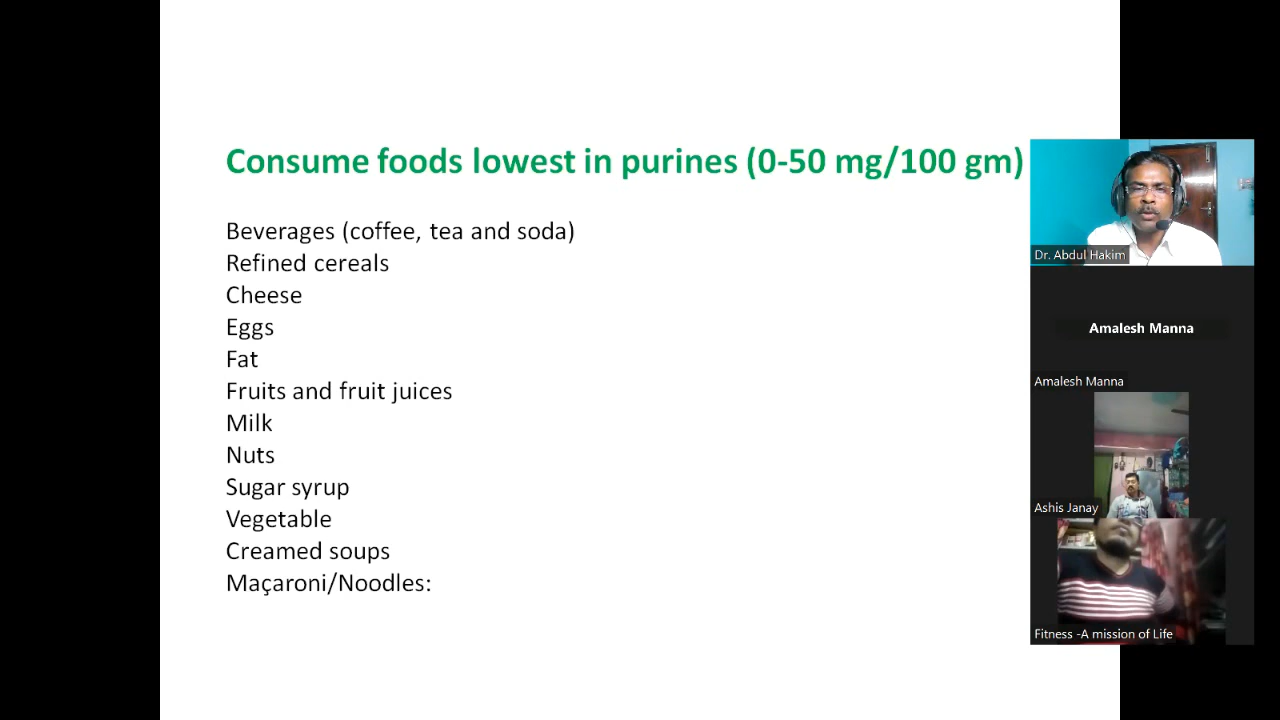 Consume foods lowest in purines (0-50 mg/100 gm)
Beverages (coffee, tea and soda)
Refined cereals
Cheese
Eggs
Fat
Fruits and fruit juices
Milk
Nuts
Sugar syrup
Vegetable
Creamed soups
Maçaroni/Noodles:
Dr. Abdul Hakim
Amalesh Manna
Amalesh Manna
Ashis Janay
Fitness -A mission of Life